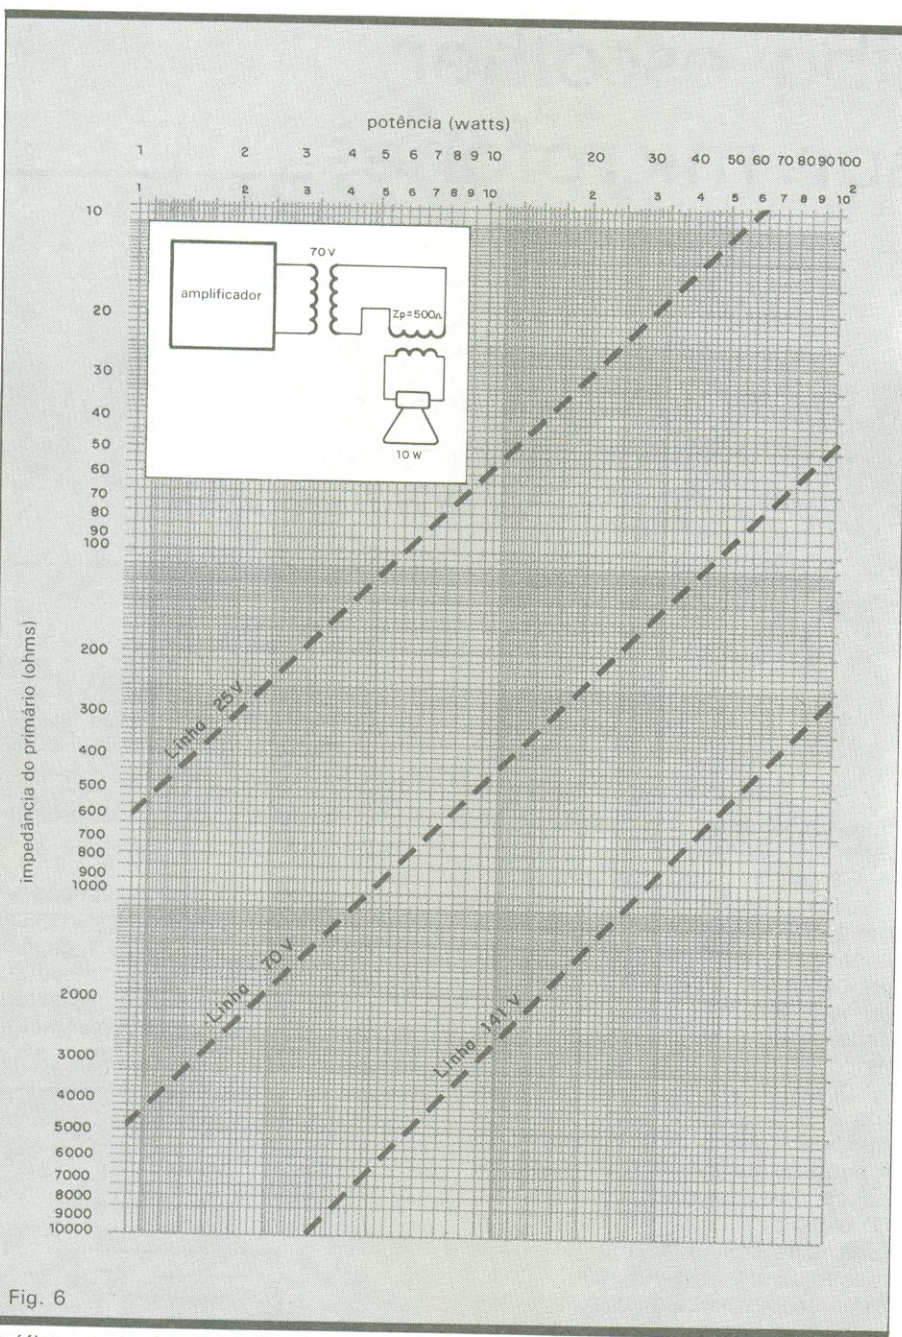 potência (watts)
1 2 3 4 5 6 7 8 9 10 20 30 40 50 60 70 80 90 100
1 2 3 4 5 6 7 8 9 10 2 3 4 5 6 7 8 9 10²
10
20
30
40
50
60
70
80
90
100
200
300
400
500
600
700
800
900
1000
2000
3000
4000
5000
6000
7000
8000
9000
10000
impedância do primário (ohms)
amplificador
70 V
Zp=500Ω
10 W
Linha 25 V
Linha 70 V
Linha 141 V
Fig. 6